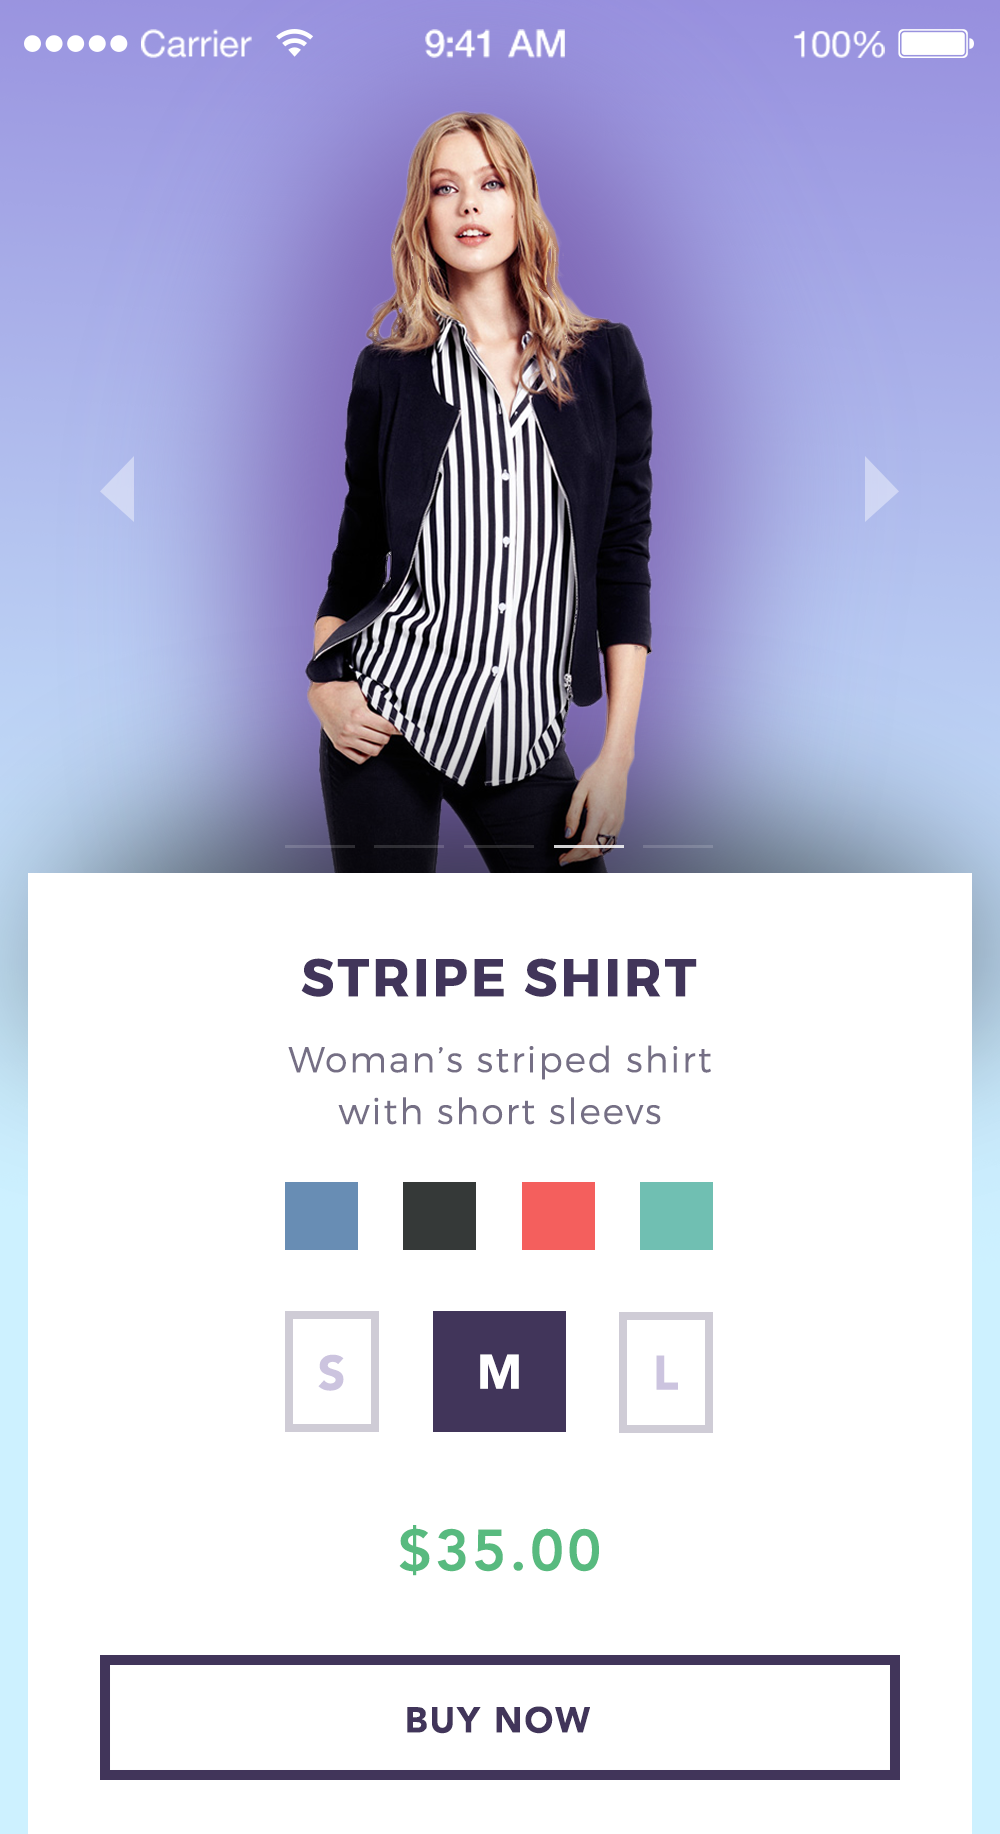 Carrier 9:41 AM 100%
STRIPE SHIRT
Woman’s striped shirt
with short sleevs
S M L
$35.00
BUY NOW